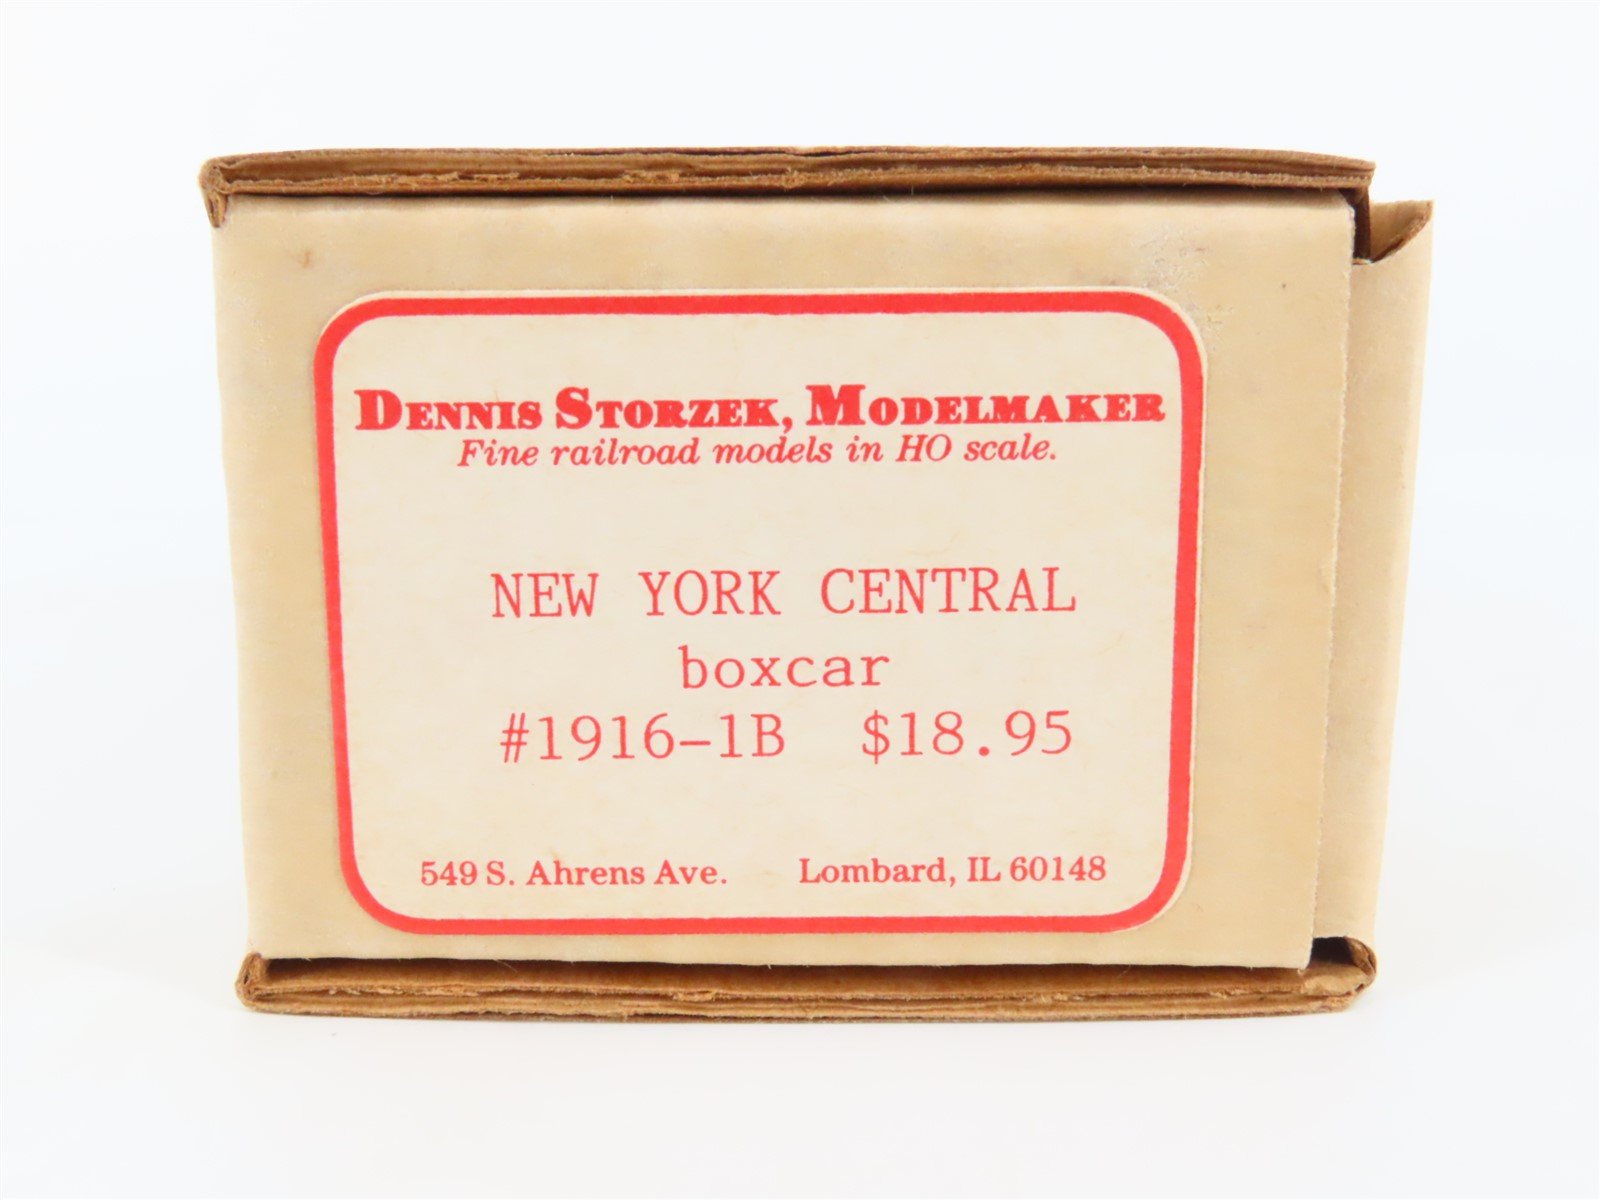 DENNIS STORZEK, MODELMAKER
Fine railroad models in HO scale.
NEW YORK CENTRAL
boxcar
#1916-1B $18.95
549 S. Ahrens Ave. Lombard, IL 60148